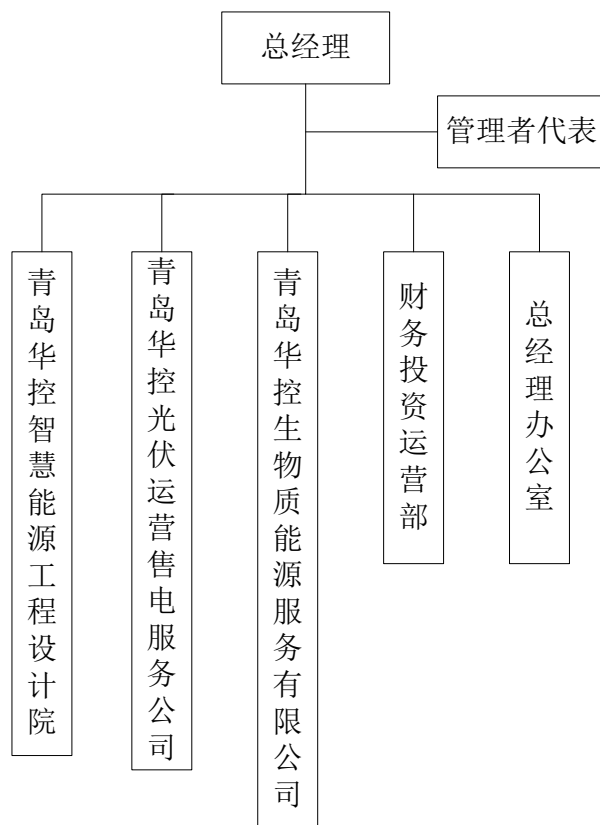 总经理
管理者代表
青岛华控智慧能源工程设计院
青岛华控光伏运营售电服务公司
青岛华控生物质能源服务有限公司
财务投资运营部
总经理办公室